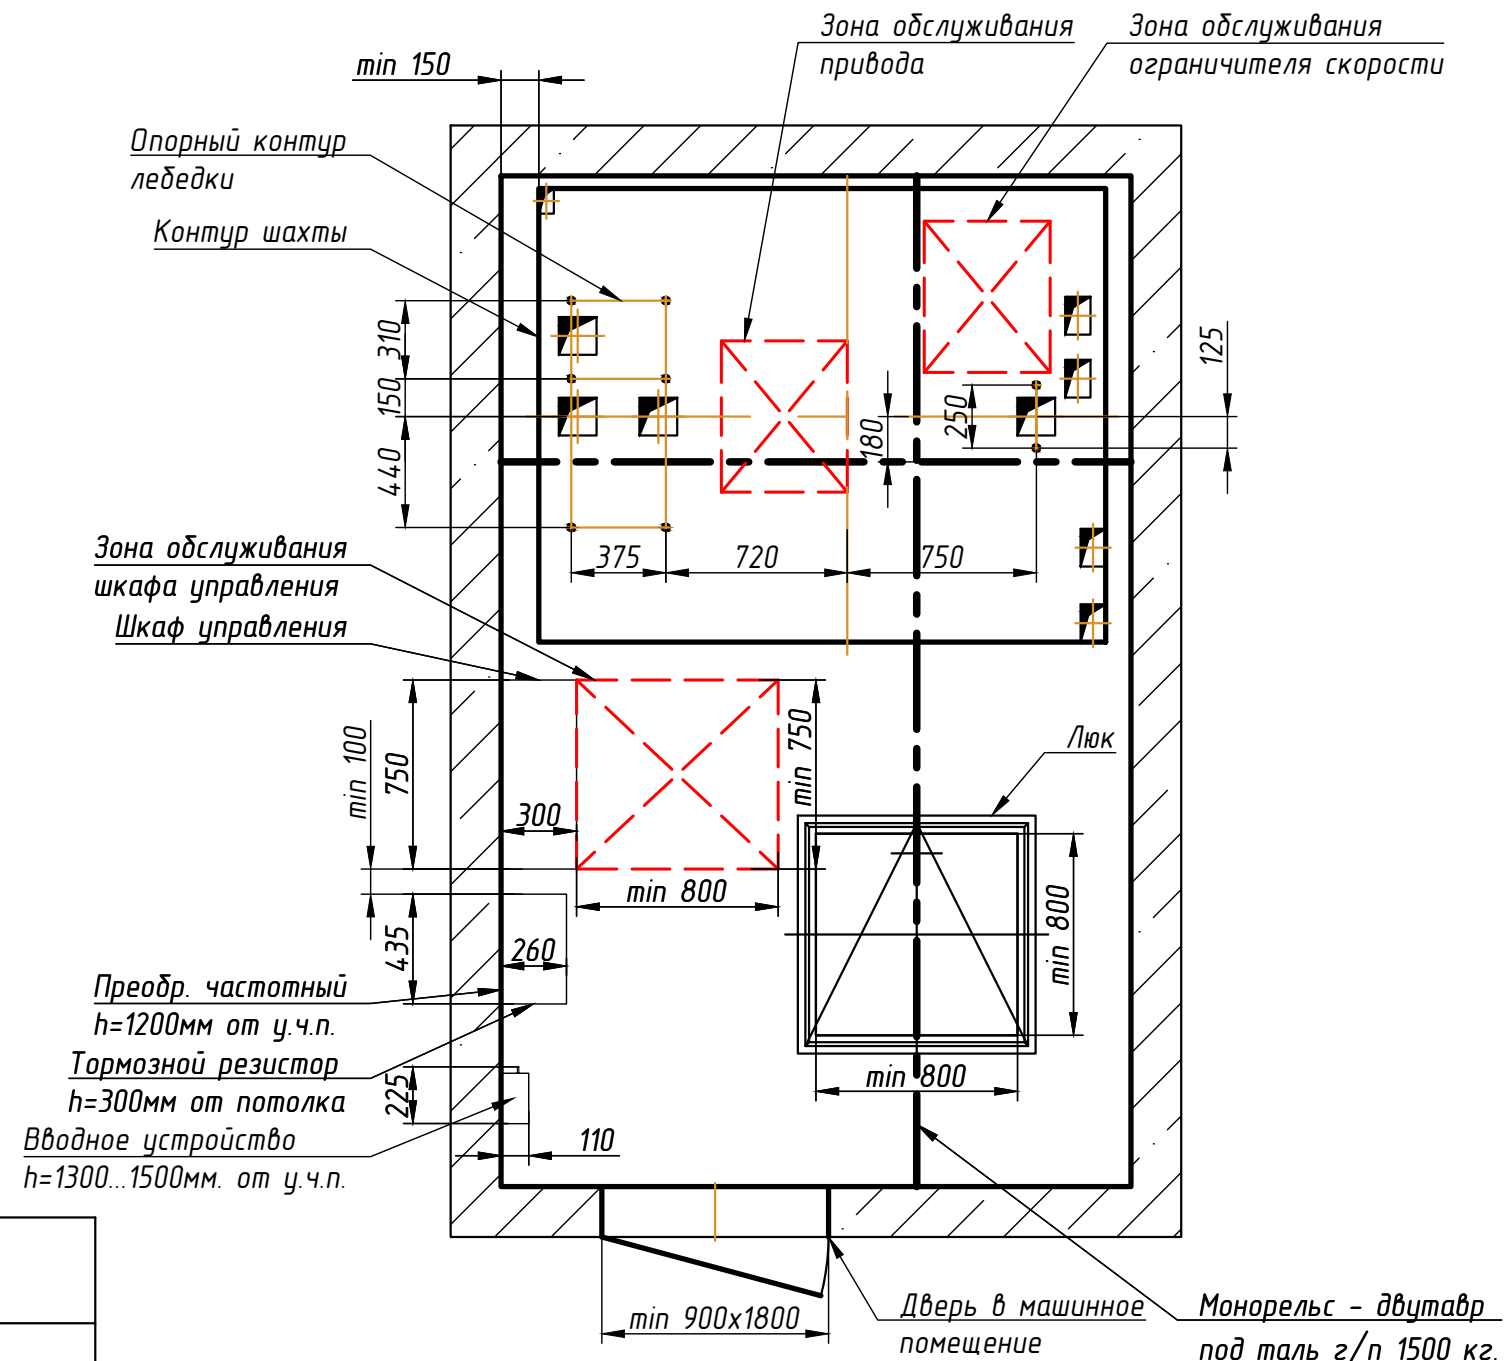 Зона обслуживания
привода
Зона обслуживания
ограничителя скорости
min 150
Опорный контур
лебедки
Контур шахты
310
150
440
125
250
180
375
720
750
Зона обслуживания
шкафа управления
Шкаф управления
min 100
750
300
min 750
min 800
Люк
435
260
min 800
min 800
Преобр. частотный
h=1200мм от у.ч.п.
Тормозной резистор
h=300мм от потолка
225
Вводное устройство
h=1300...1500мм. от у.ч.п.
110
min 900x1800
Дверь в машинное
помещение
Монорельс - двутавр
под таль г/п 1500 кг.